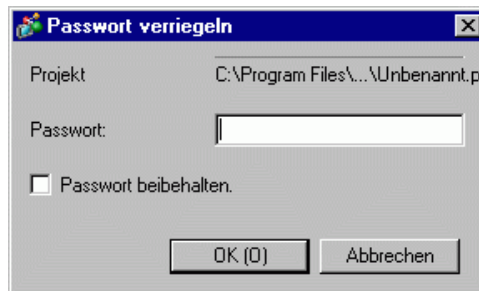 Passwort verriegeln
Projekt C:\Program Files\...\Unbenannt.p
Passwort:
Passwort beibehalten.
OK (O) Abbrechen